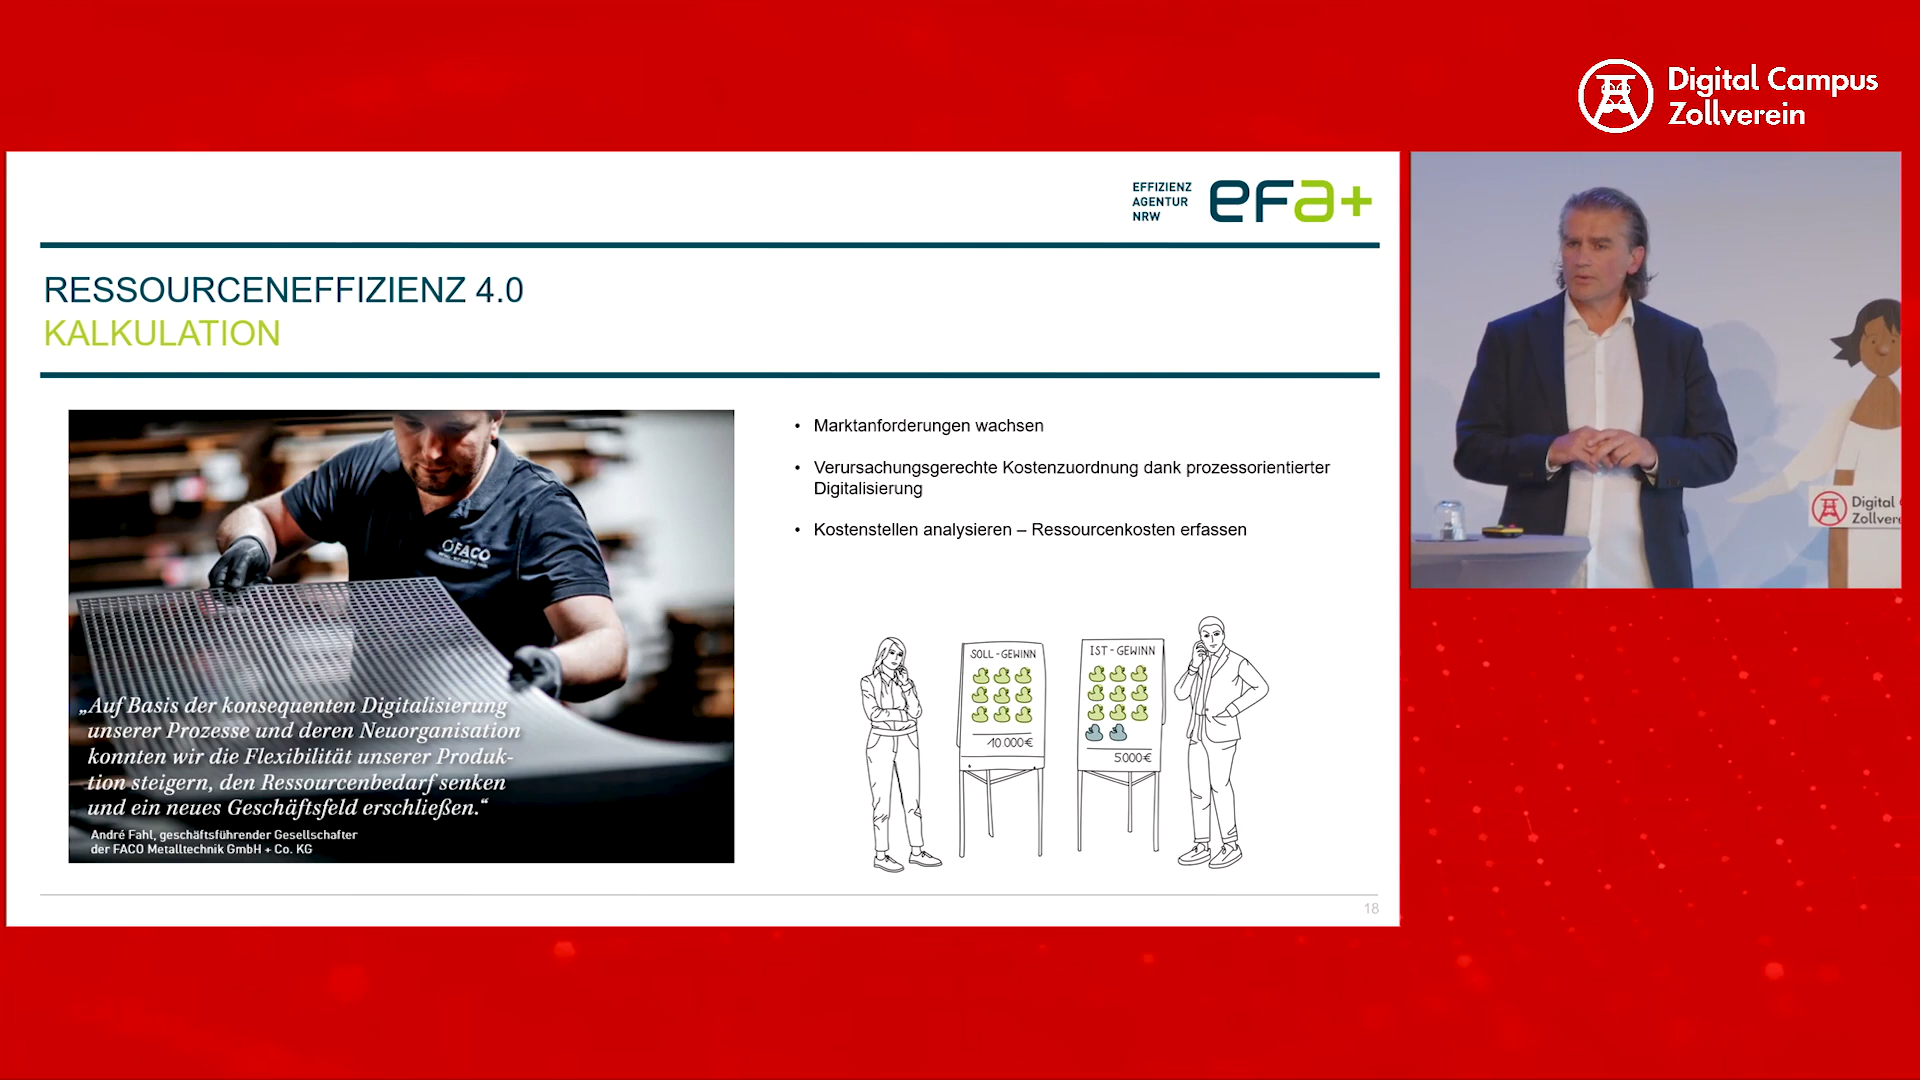 Digital Campus
Zollverein
EFFIZIENZ
AGENTUR
NRW
efa+
RESSOURCENEFFIZIENZ 4.0
KALKULATION
FACO
„Auf Basis der konsequenten Digitalisierung
unserer Prozesse und deren Neuorganisation
konnten wir die Flexibilität unserer Produk-
tion steigern, den Ressourcenbedarf senken
und ein neues Geschäftsfeld erschließen.“
André Fahl, geschäftsführender Gesellschafter
der FACO Metalltechnik GmbH + Co. KG
• Marktanforderungen wachsen
• Verursachungsgerechte Kostenzuordnung dank prozessorientierter
Digitalisierung
• Kostenstellen analysieren – Ressourcenkosten erfassen
SOLL-GEWINN
10.000€
IST-GEWINN
5000€
18
Digital
Zollvere